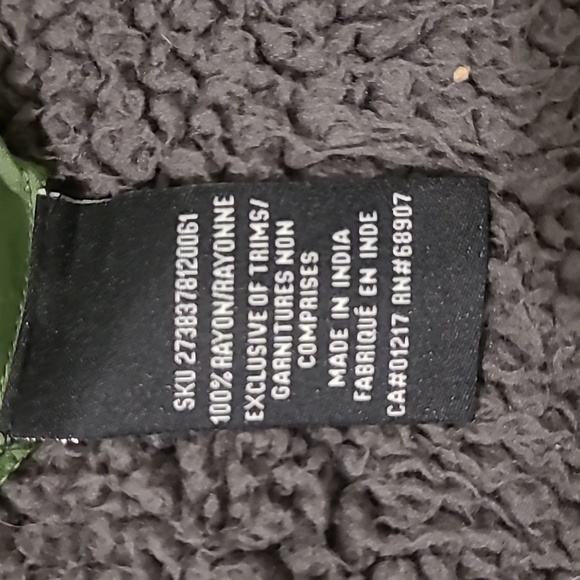 SKU 2738378120061
100% RAYON/RAYONNE
EXCLUSIVE OF TRIMS/
GARNITURES NON
COMPRISES
MADE IN INDIA
FABRIQUÉ EN INDE
CA#01217 RN#68907